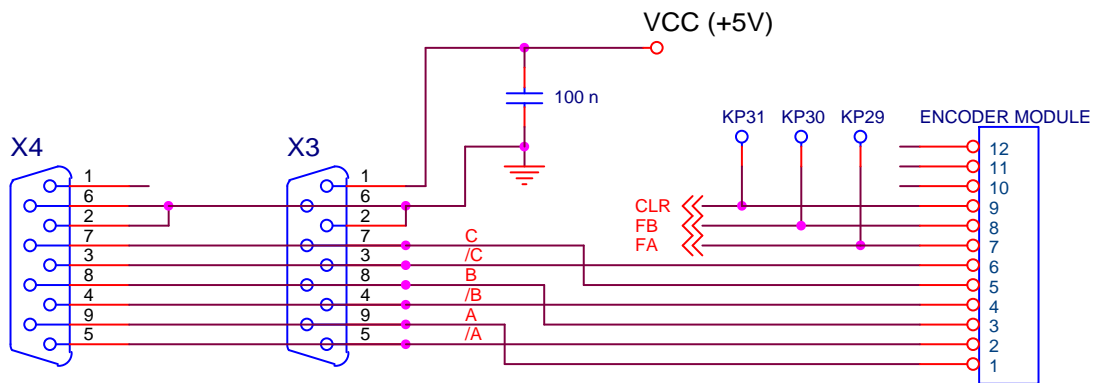 VCC (+5V)
100 n
KP31 KP30 KP29 ENCODER MODULE
X4 X3
12
11
1 1 10
6 6 CLR 9
2 2 FB 8
7 7 C FA 7
3 3 /C 6
8 8 B 5
4 4 /B 4
9 9 A 3
5 5 /A 2
1